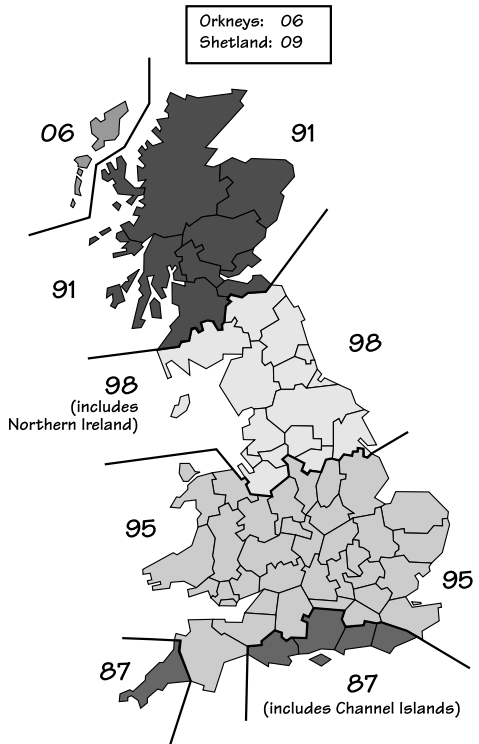 Orkneys: 06
Shetland: 09
06
91
91
98
98
(includes
Northern Ireland)
95
95
87
87
(includes Channel Islands)